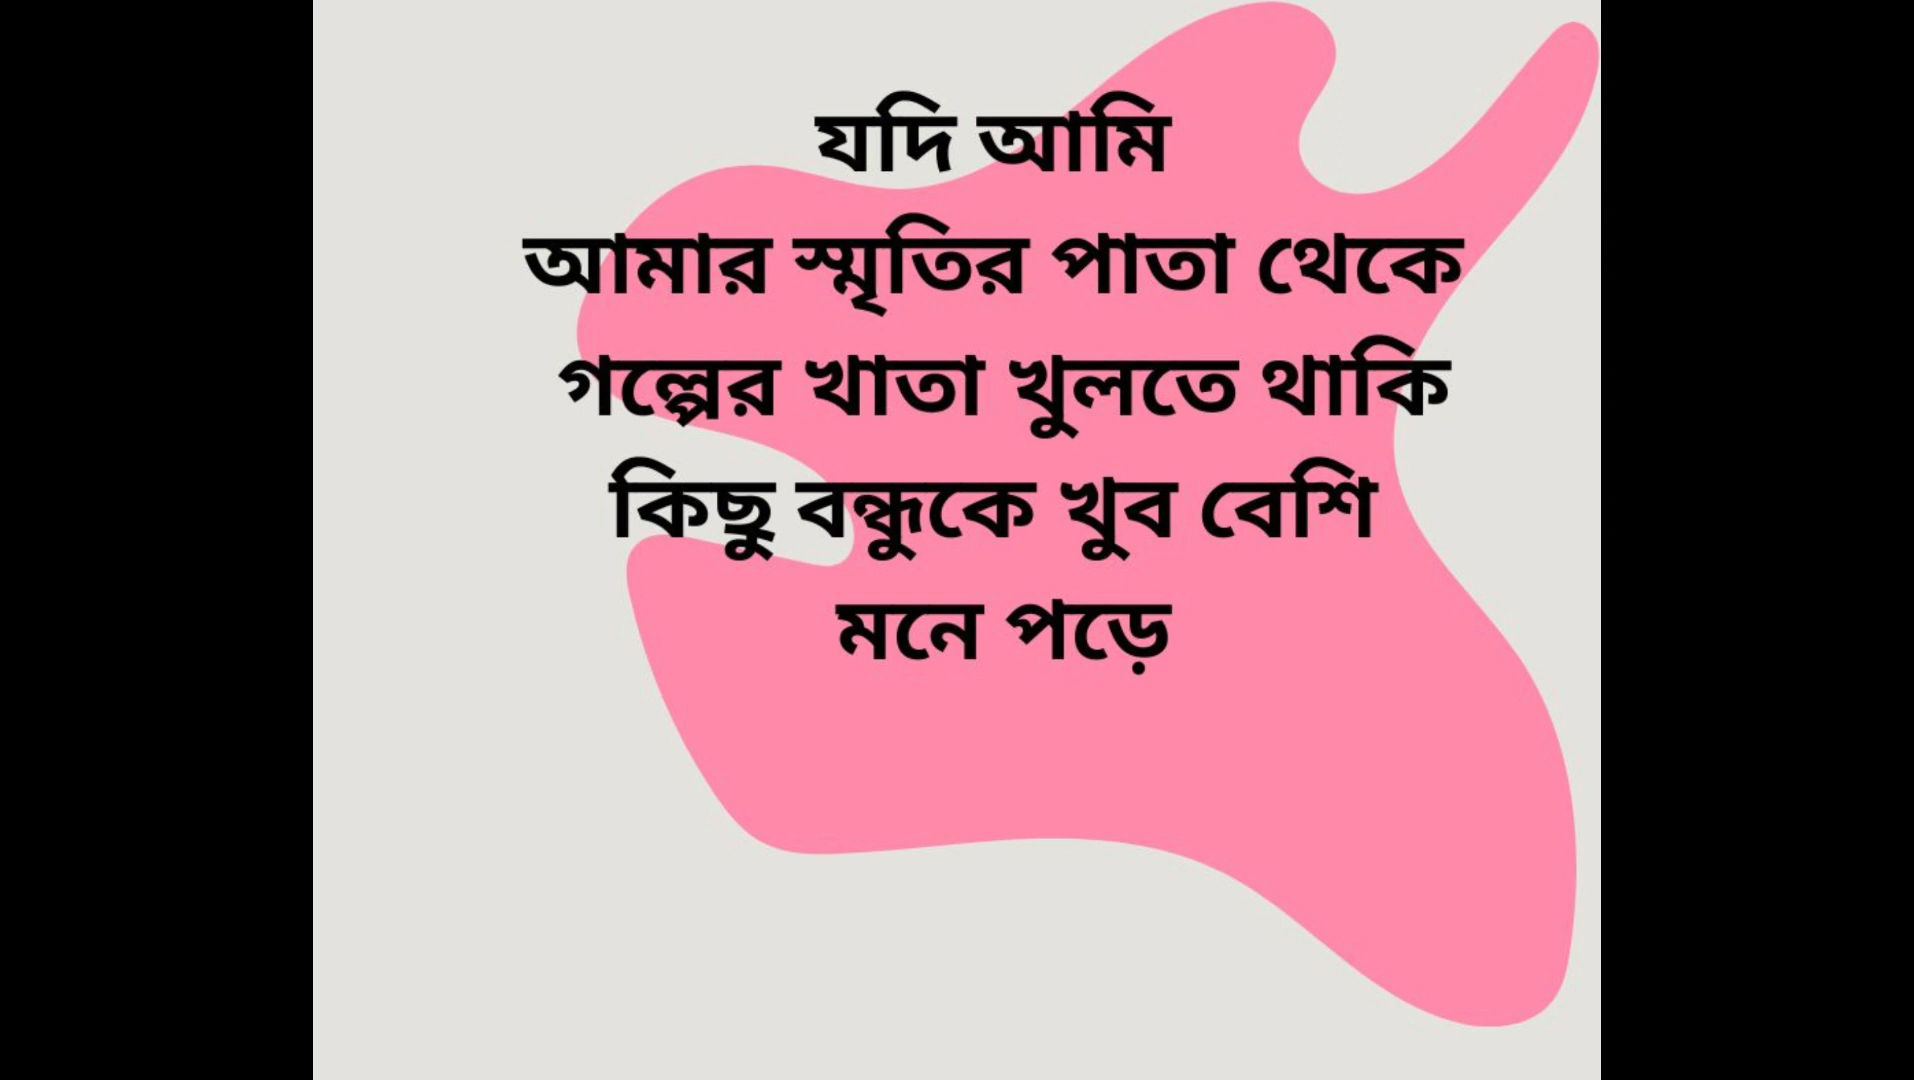 যদি আমি
আমার স্মৃতির পাতা থেকে
গল্পের খাতা খুলতে থাকি
কিছু বন্ধুকে খুব বেশি
মনে পড়ে